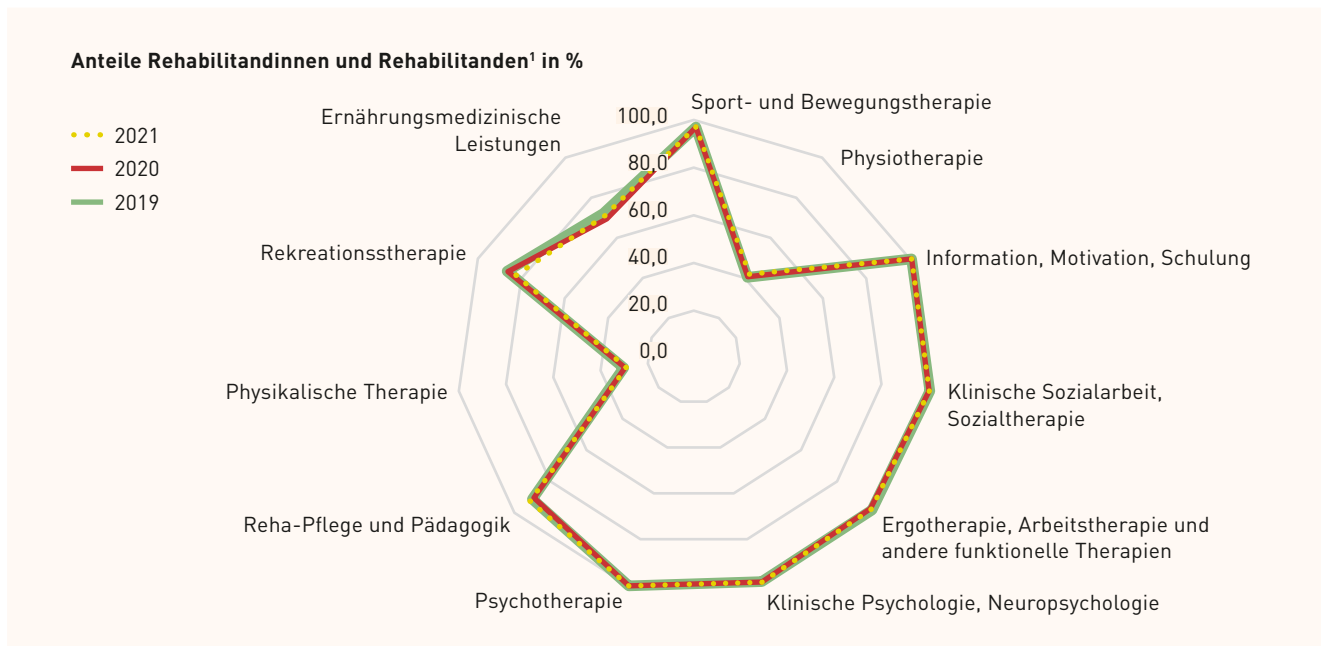 Anteile Rehabilitandinnen und Rehabilitanden¹ in %
2021
2020
2019
100,0
80,0
60,0
40,0
20,0
0,0
Sport- und Bewegungstherapie
Physiotherapie
Information, Motivation, Schulung
Klinische Sozialarbeit,
Sozialtherapie
Ergotherapie, Arbeitstherapie und
andere funktionelle Therapien
Klinische Psychologie, Neuropsychologie
Psychotherapie
Reha-Pflege und Pädagogik
Physikalische Therapie
Rekreationsstherapie
Ernährungsmedizinische
Leistungen